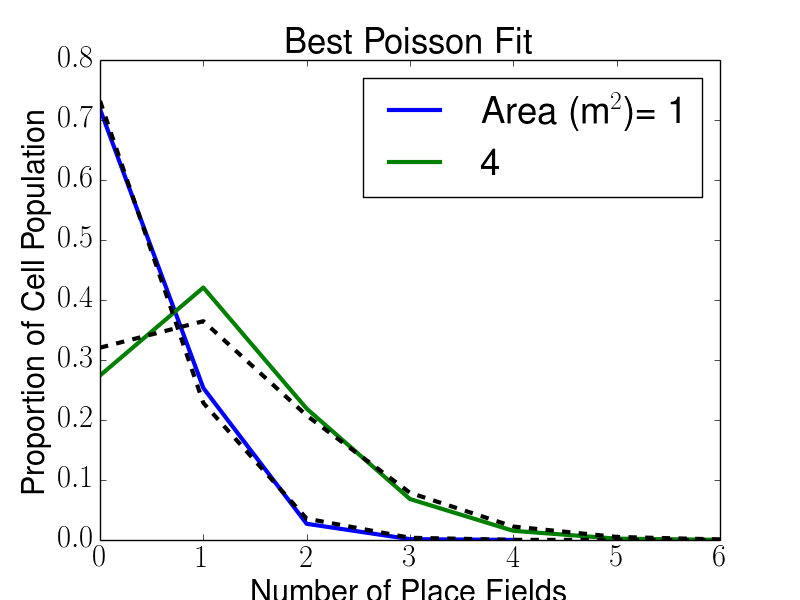 Best Poisson Fit
Area (m²)= 1
4
Proportion of Cell Population
0.8
0.7
0.6
0.5
0.4
0.3
0.2
0.1
0.0
0 1 2 3 4 5 6
Number of Place Fields